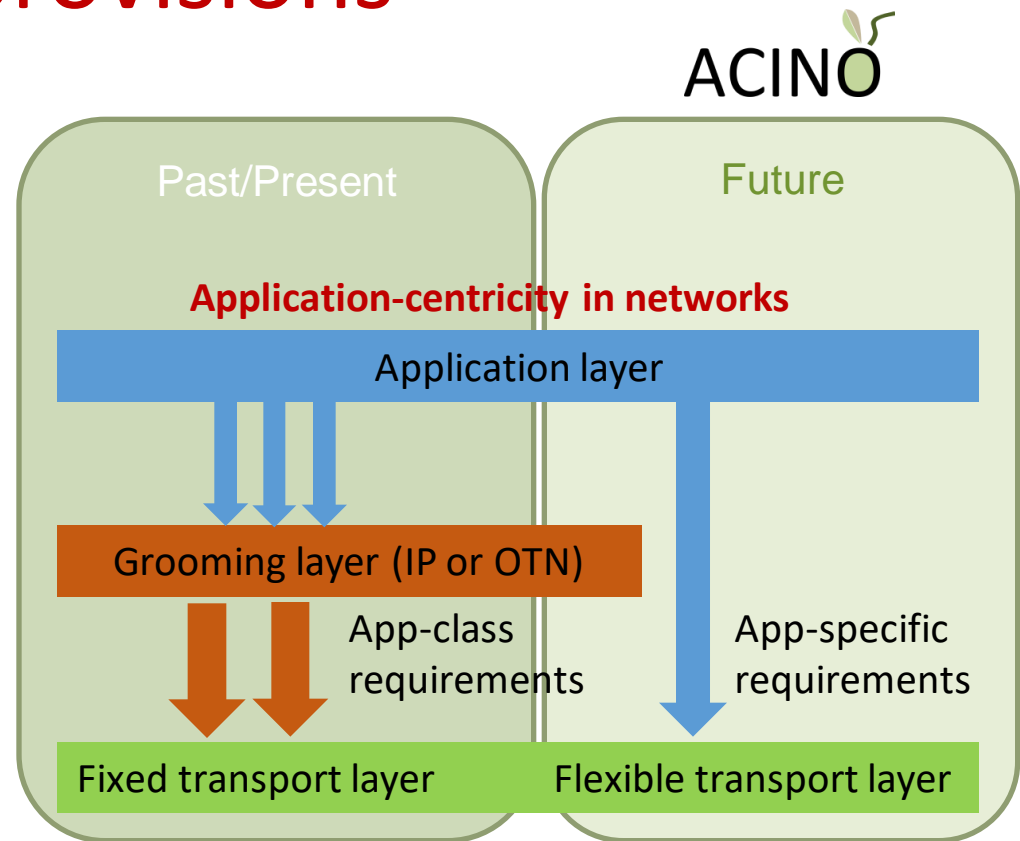 provisions
ACINO
Past/Present
Future
Application-centricity in networks
Application layer
Grooming layer (IP or OTN)
App-class
requirements
App-specific
requirements
Fixed transport layer
Flexible transport layer